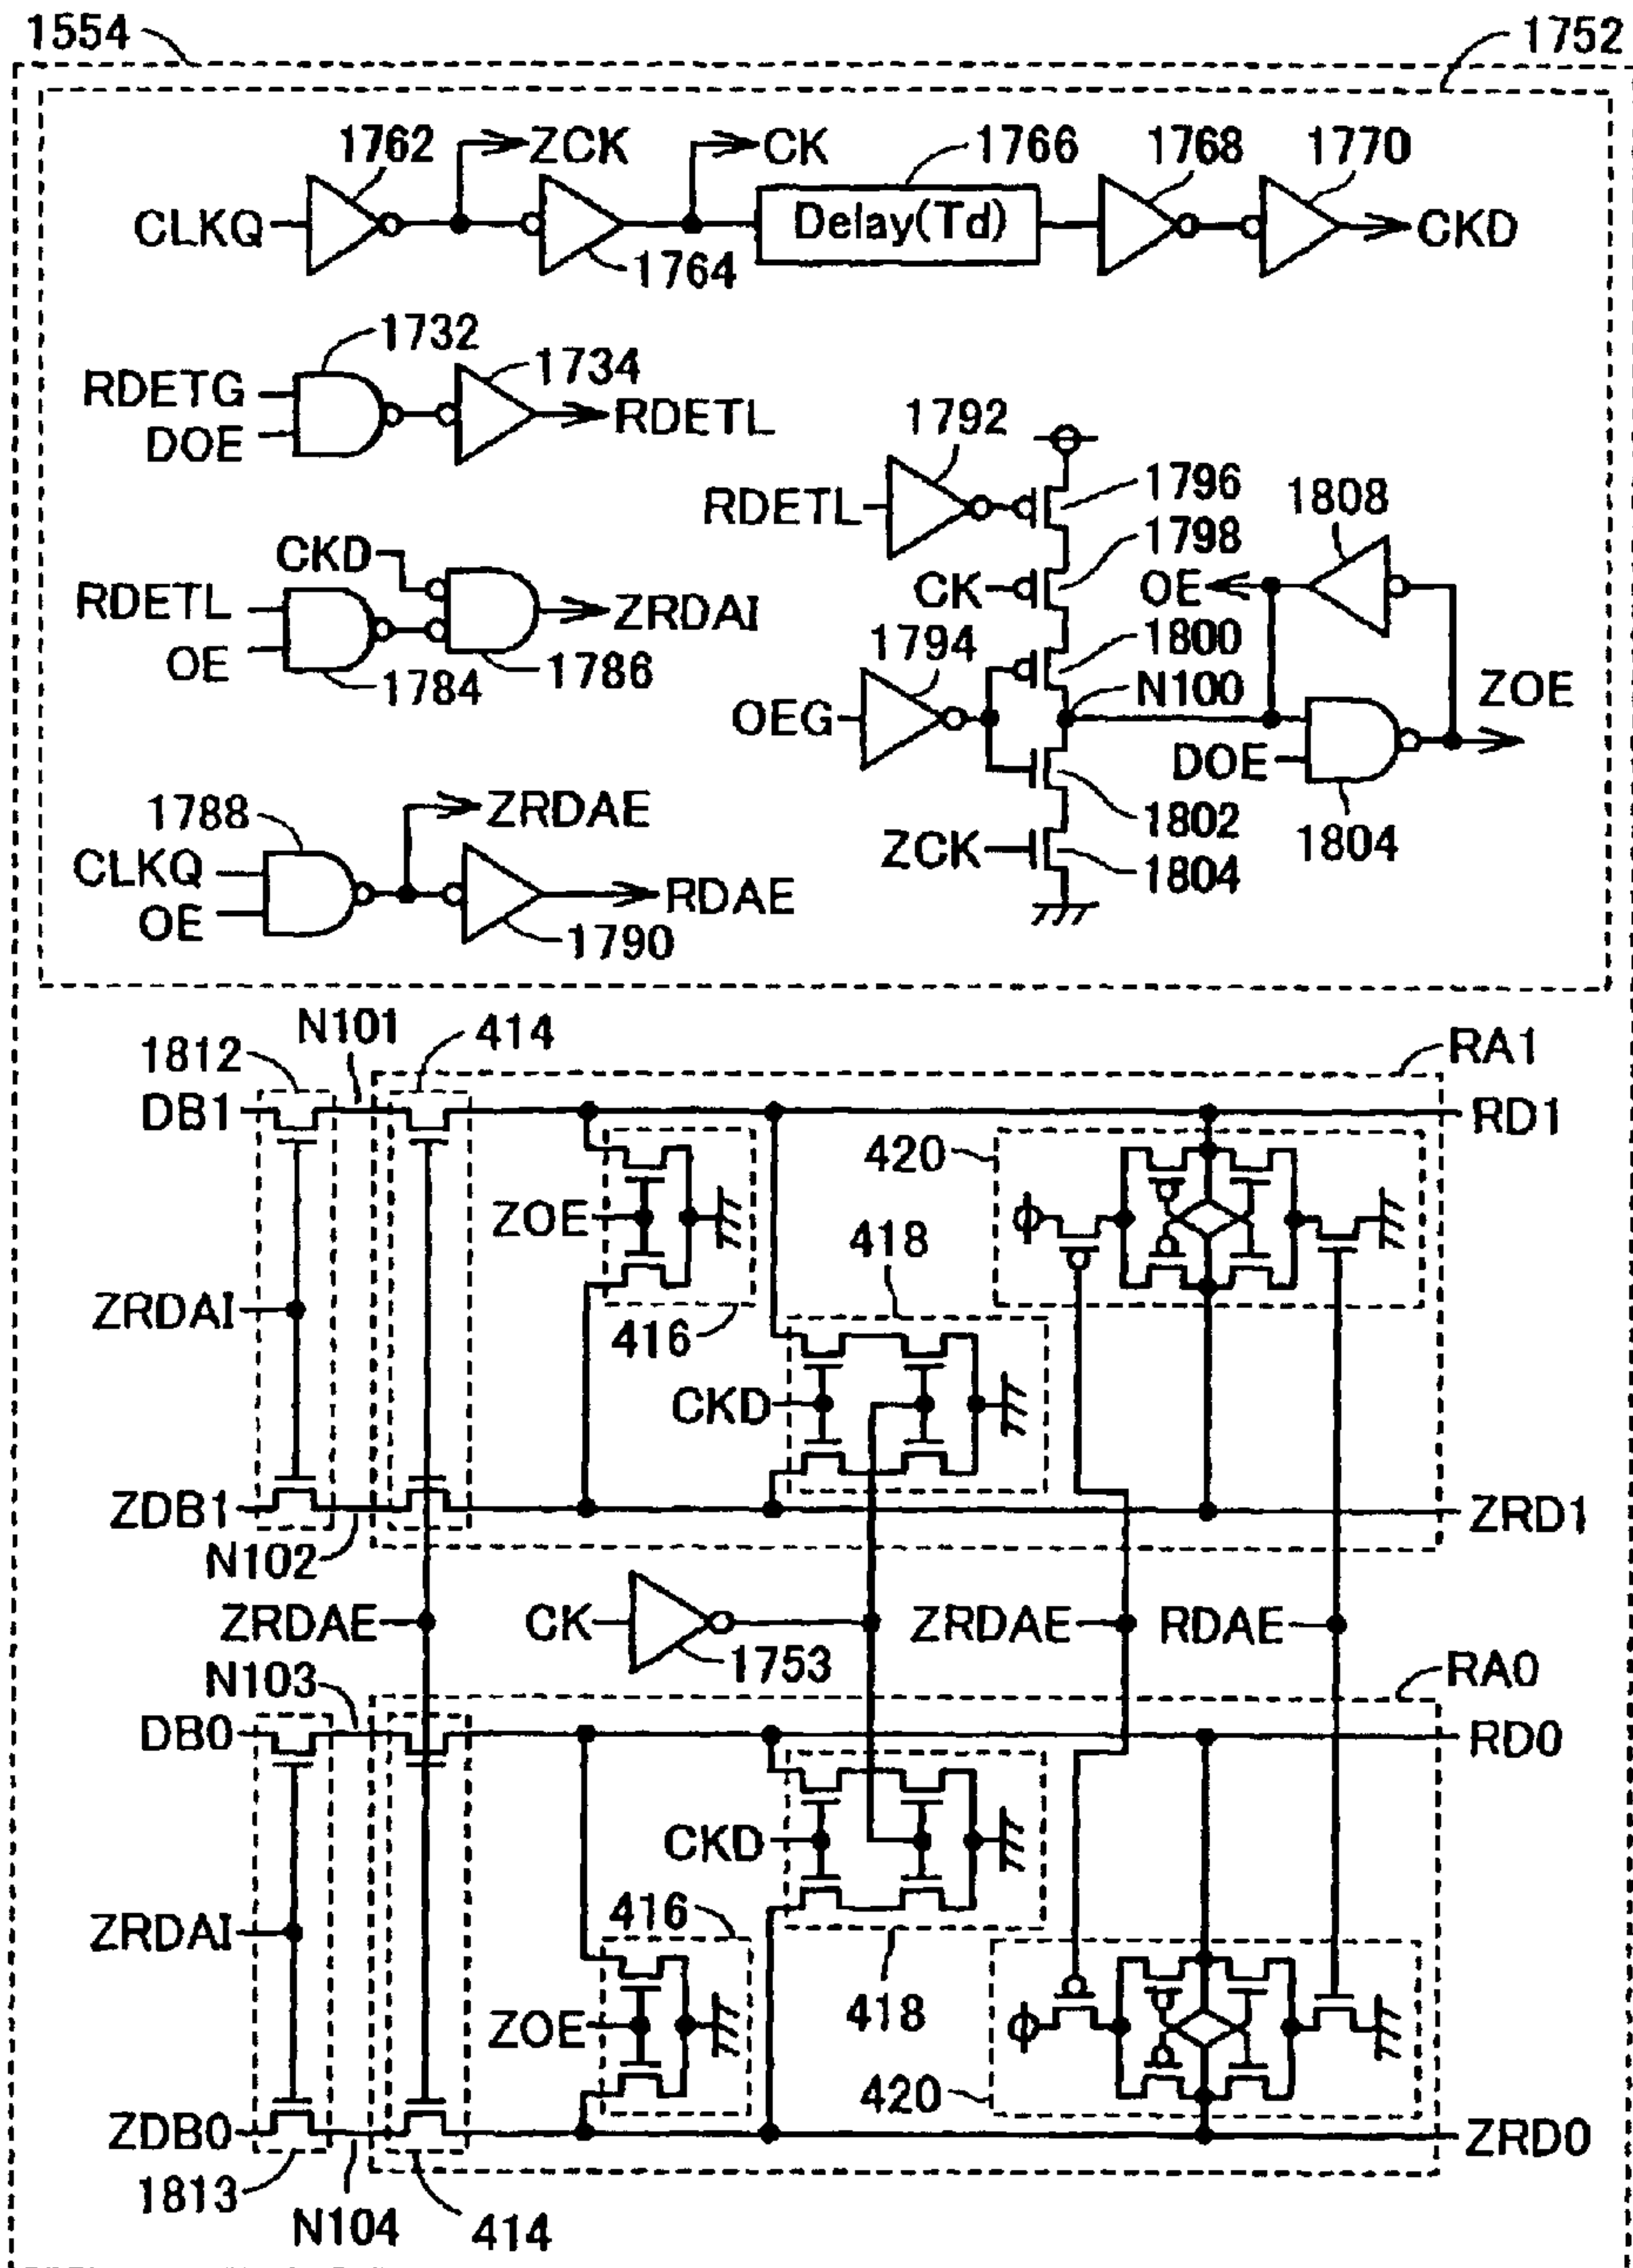 1554
1752
1762
ZCK
CK
1766
1768
1770
CLKQ
Delay(Td)
CKD
1764
1732
RDETG
DOE
1734
RDETL
1792
RDETL
1796
1808
CKD
1798
RDETL
OE
ZRDAI
CK
OE
1784
1786
1794
1800
OEG
N100
ZOE
DOE
1788
ZRDAE
1802
1804
CLKQ
OE
ZCK
1804
RDAE
1790
N101
414
1812
RA1
DB1
RD1
420
ZOE
418
ZRDAI
416
CKD
ZDB1
ZRD1
N102
ZRDAE
CK
1753
ZRDAE
RDAE
N103
RA0
DB0
RD0
CKD
416
ZRDAI
418
ZOE
420
ZDB0
ZRD0
1813
N104
414